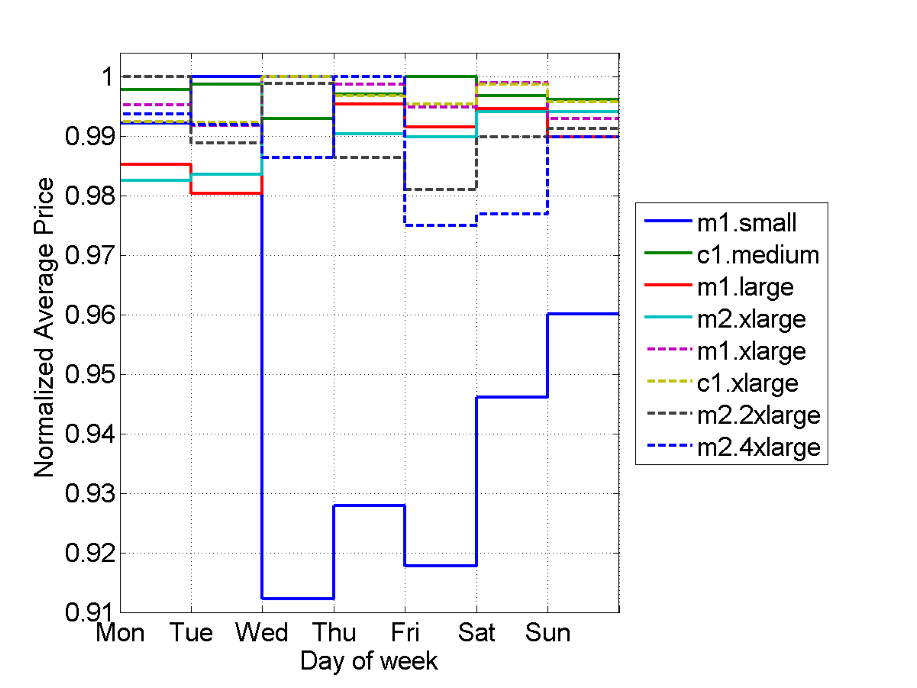 1
0.99
0.98
0.97
0.96
0.95
0.94
0.93
0.92
0.91
Normalized Average Price
Mon Tue Wed Thu Fri Sat Sun
Day of week
m1.small
c1.medium
m1.large
m2.xlarge
m1.xlarge
c1.xlarge
m2.2xlarge
m2.4xlarge